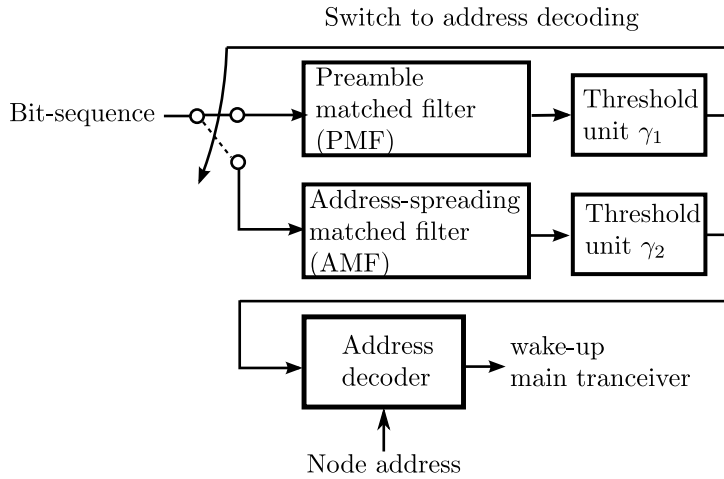 Switch to address decoding
Bit-sequence
Preamble
matched filter
(PMF)
Threshold
unit γ₁
Address-spreading
matched filter
(AMF)
Threshold
unit γ₂
Address
decoder
wake-up
main tranceiver
Node address